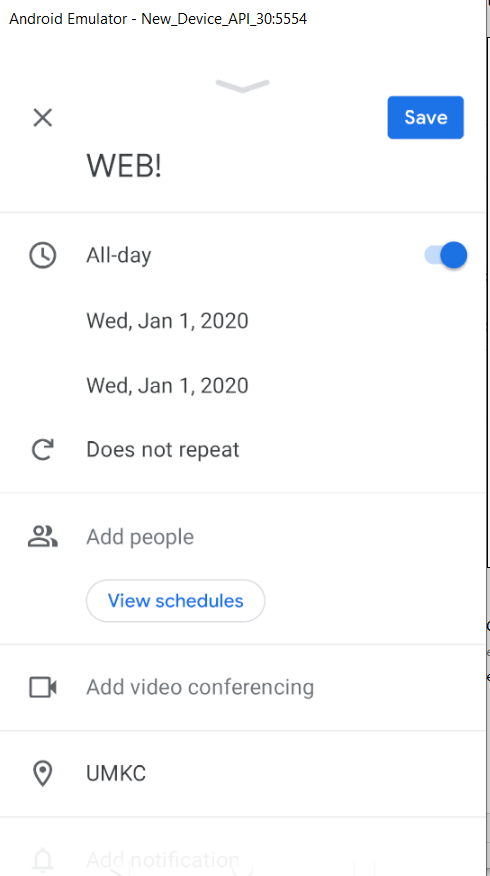 Android Emulator - New_Device_API_30:5554
Save
WEB!
All-day
Wed, Jan 1, 2020
Wed, Jan 1, 2020
Does not repeat
Add people
View schedules
Add video conferencing
UMKC
Add notification